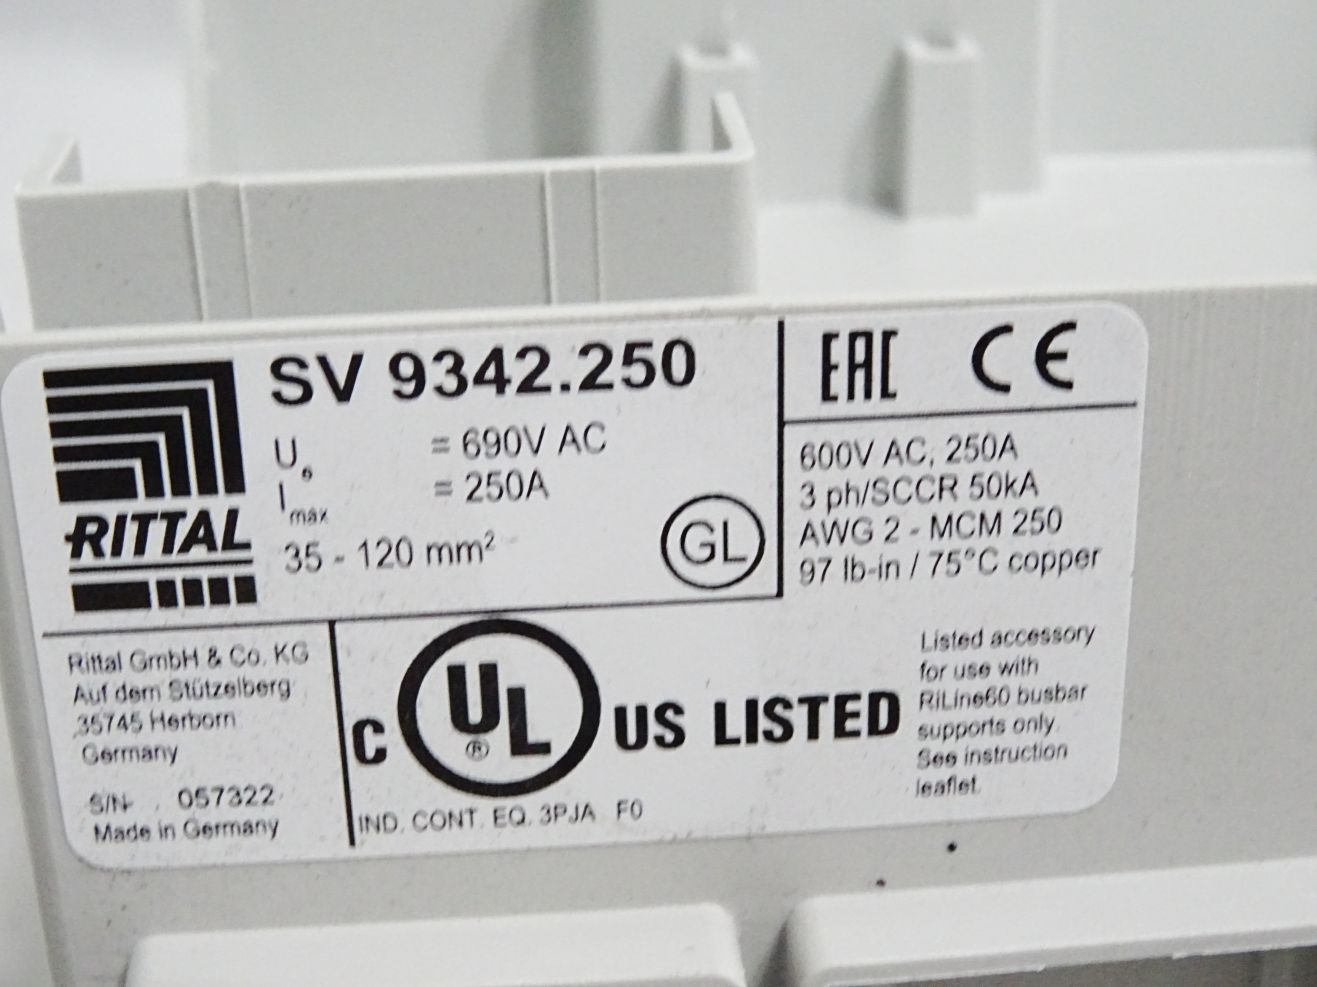 SV 9342.250
Ue = 690V AC
Imax = 250A
35 - 120 mm²
RITTAL
GL
EAC CE
600V AC, 250A
3 ph/SCCR 50kA
AWG 2 - MCM 250
97 lb-in / 75°C copper
Rittal GmbH & Co. KG
Auf dem Stützelberg
35745 Herborn
Germany
S/N 057322
Made in Germany
C UL® US LISTED
IND. CONT. EQ. 3PJA F0
Listed accessory
for use with
RiLine60 busbar
supports only.
See instruction
leaflet.